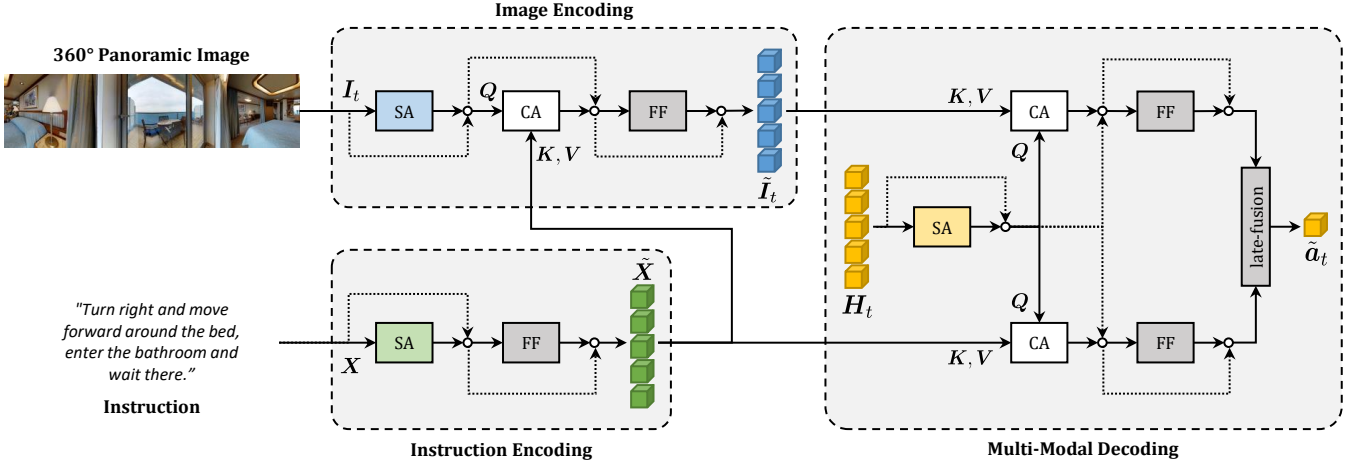 Image Encoding
360° Panoramic Image
I_t
SA
Q
CA
K, V
FF
Ĩ_t
"Turn right and move
forward around the bed,
enter the bathroom and
wait there.”
Instruction
X
SA
FF
X̃
Instruction Encoding
K, V
CA
FF
Q
H_t
SA
Q
K, V
CA
FF
late-fusion
ã_t
Multi-Modal Decoding